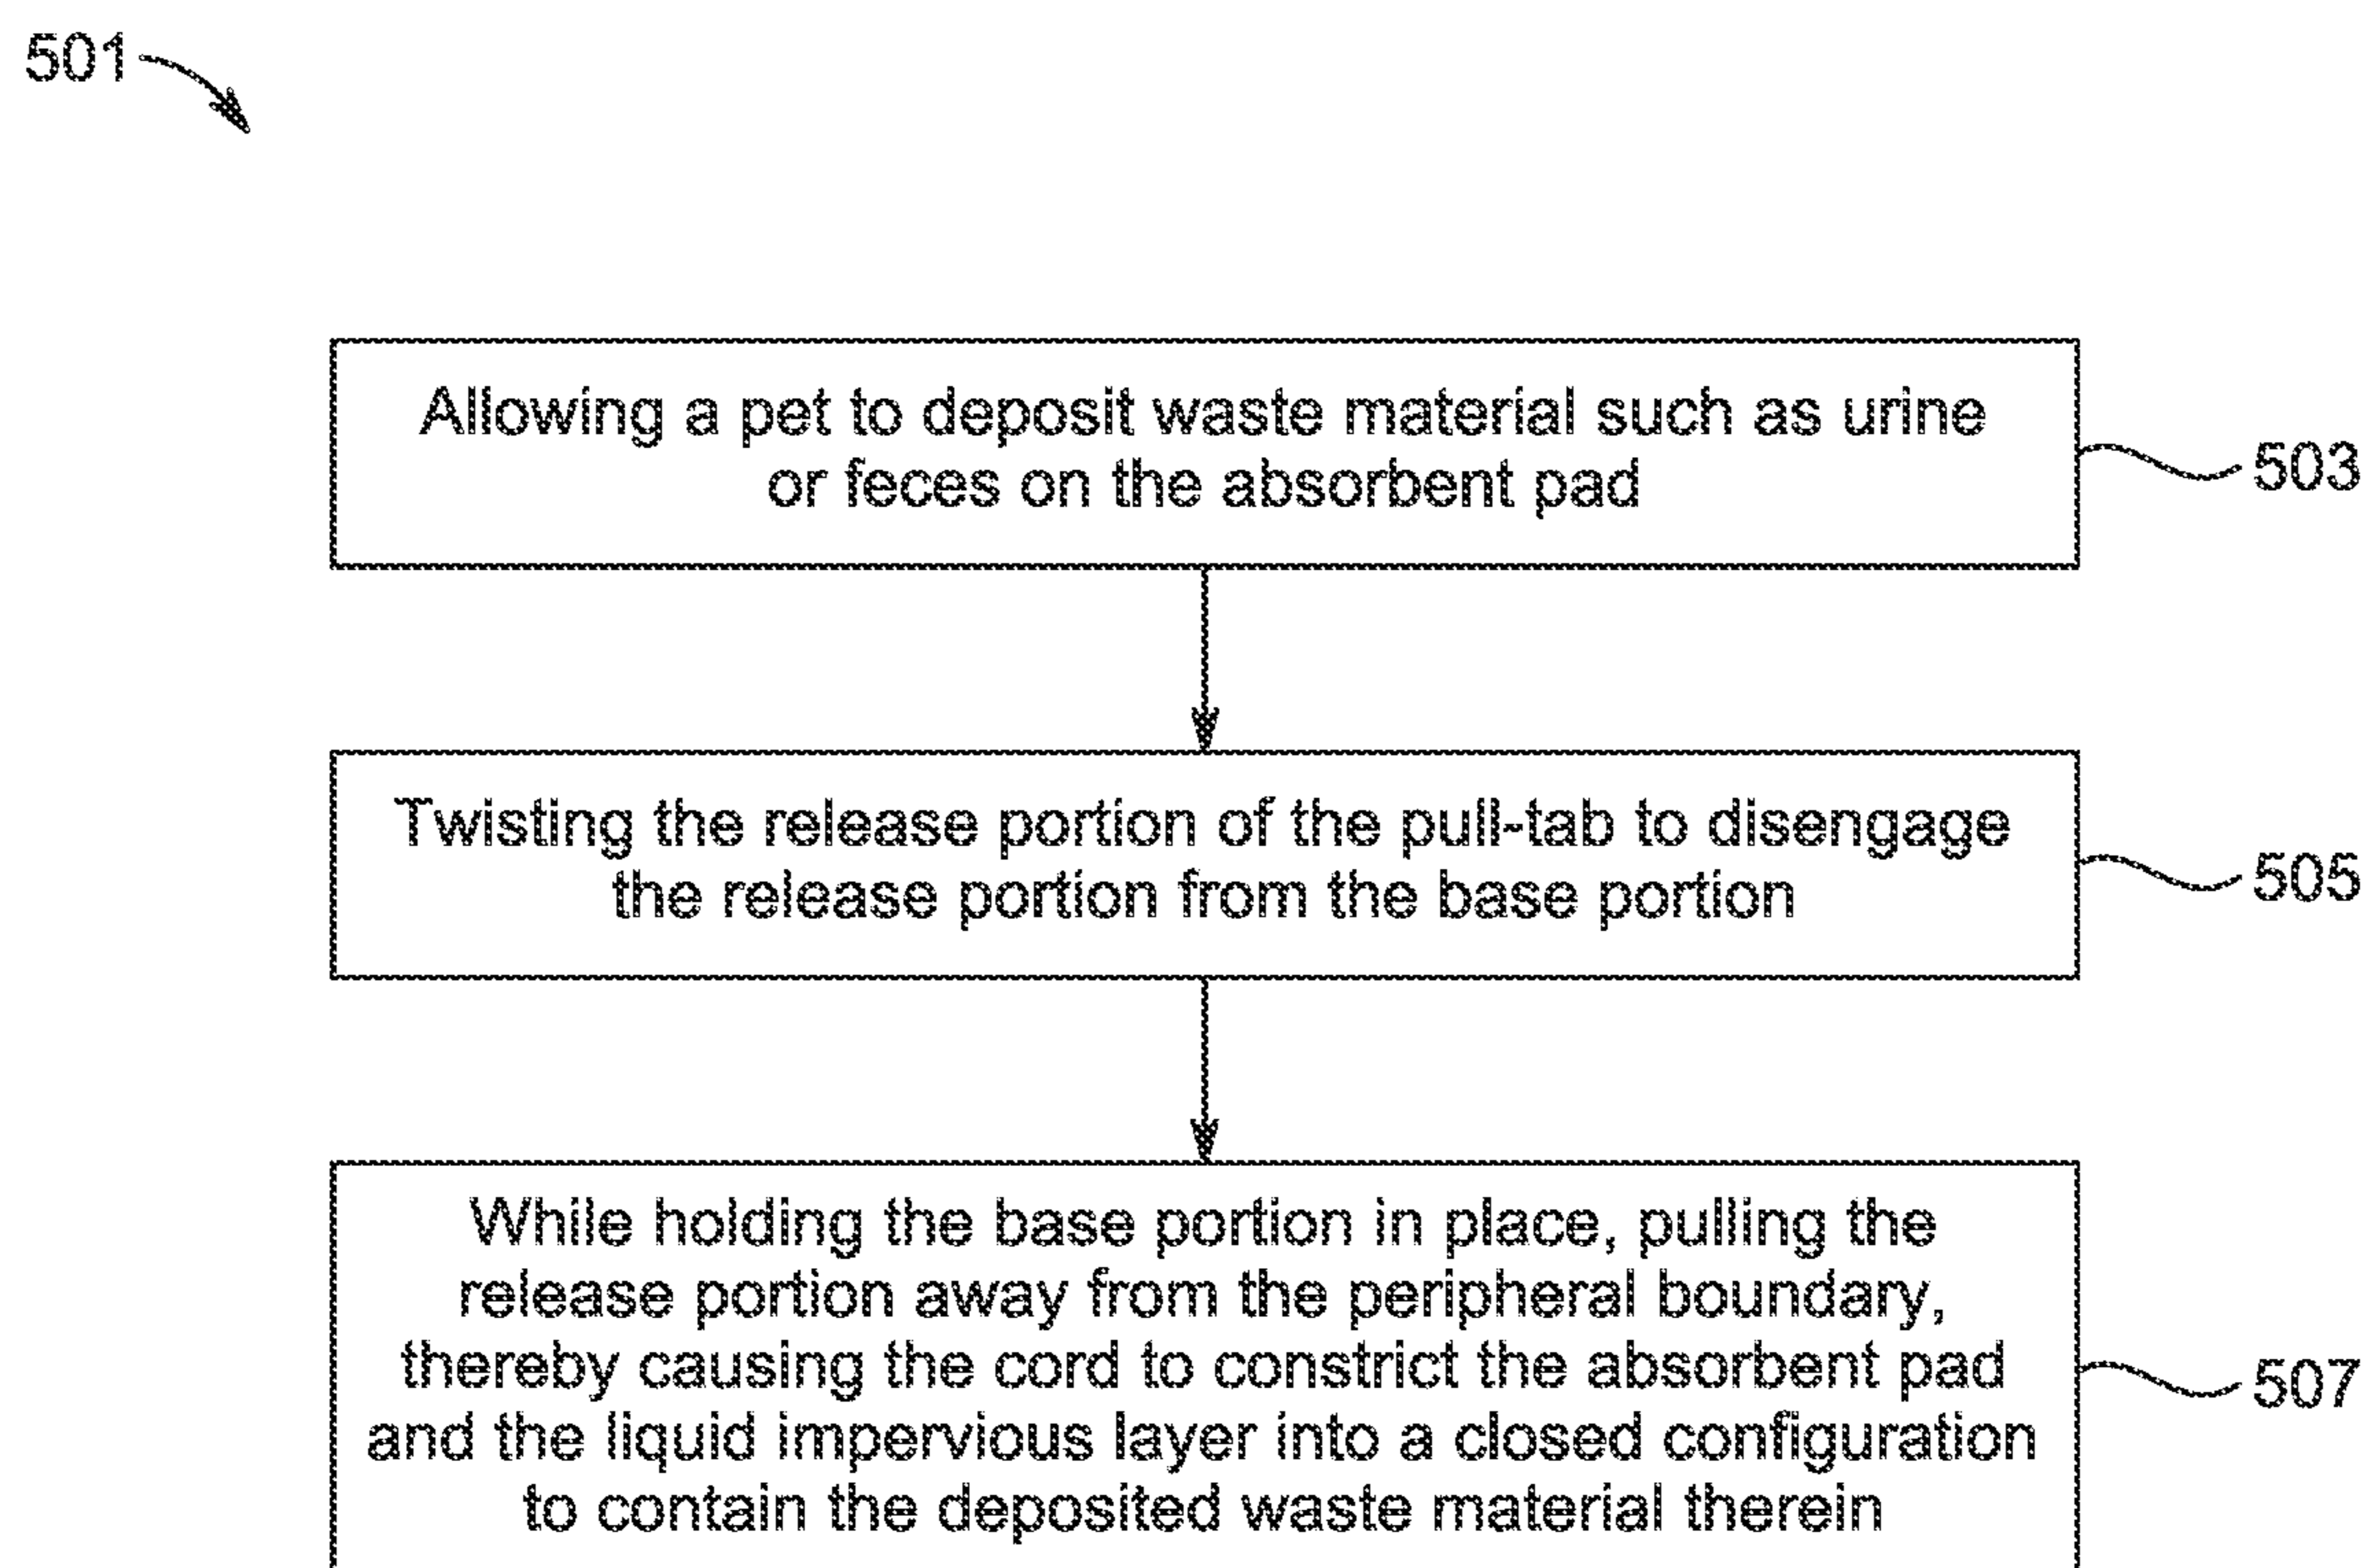 501
Allowing a pet to deposit waste material such as urine
or feces on the absorbent pad
503
Twisting the release portion of the pull-tab to disengage
the release portion from the base portion
505
While holding the base portion in place, pulling the
release portion away from the peripheral boundary,
thereby causing the cord to constrict the absorbent pad
and the liquid impervious layer into a closed configuration
to contain the deposited waste material therein
507